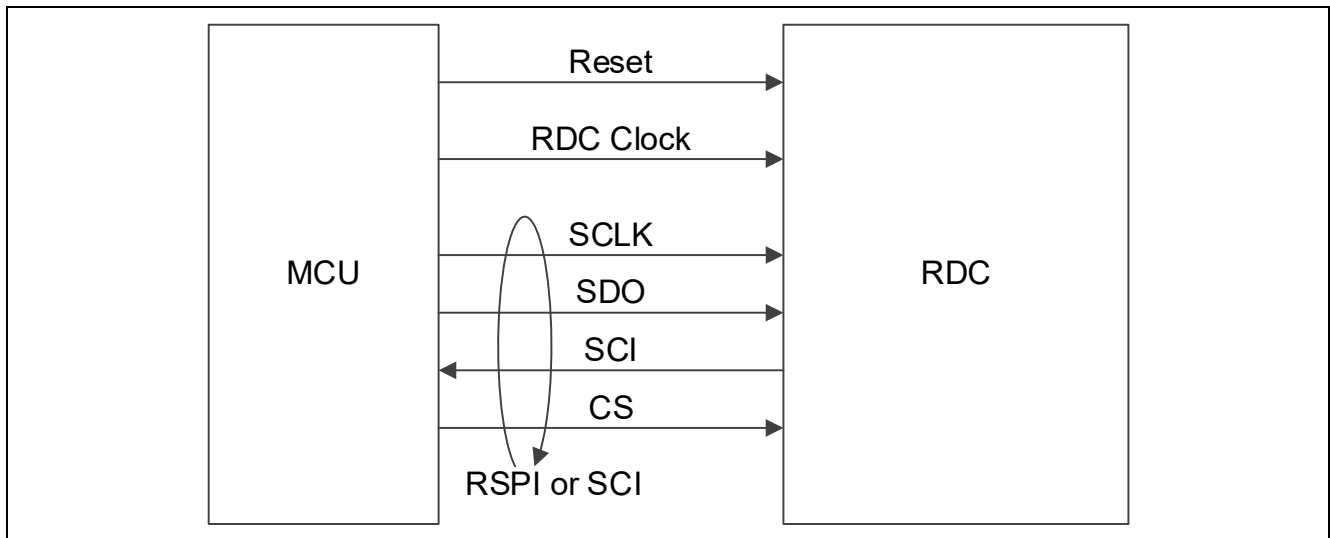 Reset
RDC Clock
SCLK
MCU
RDC
SDO
SCI
CS
RSPI or SCI